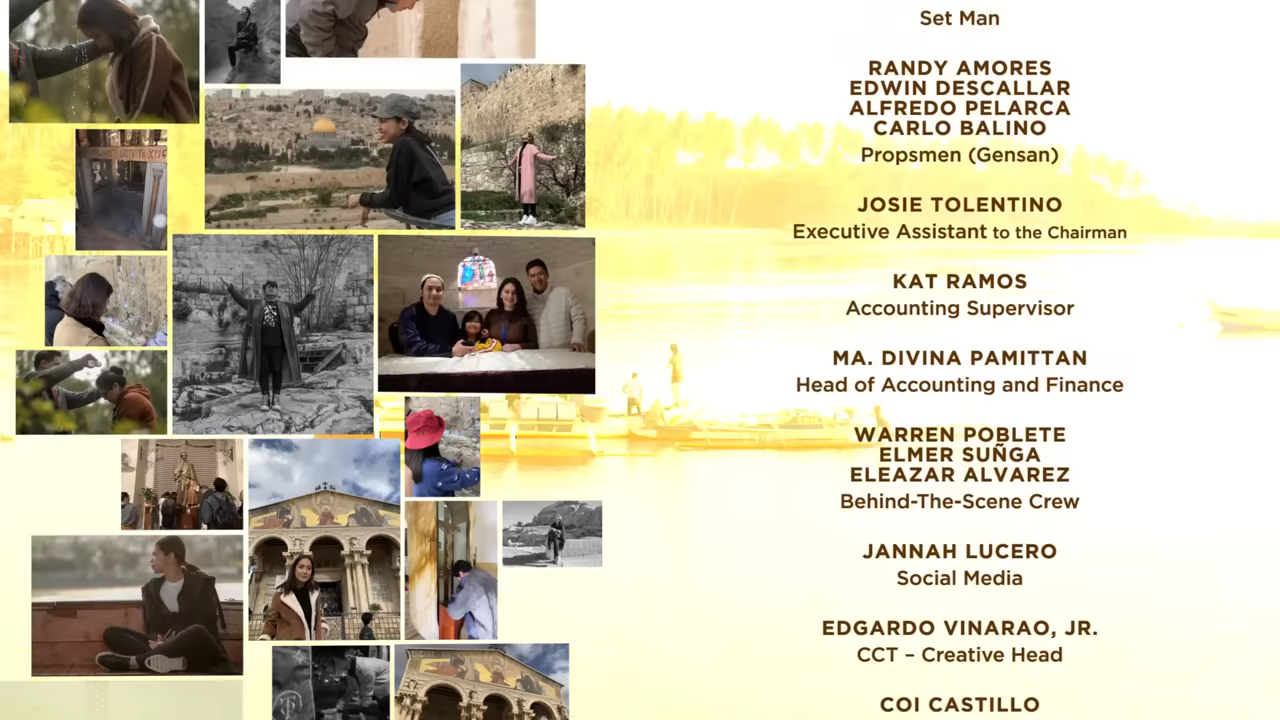 Set Man
RANDY AMORES
EDWIN DESCALLAR
ALFREDO PELARCA
CARLO BALINO
Propsmen (Gensan)
JOSIE TOLENTINO
Executive Assistant to the Chairman
KAT RAMOS
Accounting Supervisor
MA. DIVINA PAMITTAN
Head of Accounting and Finance
WARREN POBLETE
ELMER SUÑGA
ELEAZAR ALVAREZ
Behind-The-Scene Crew
JANNAH LUCERO
Social Media
EDGARDO VINARAO, JR.
CCT – Creative Head
COI CASTILLO